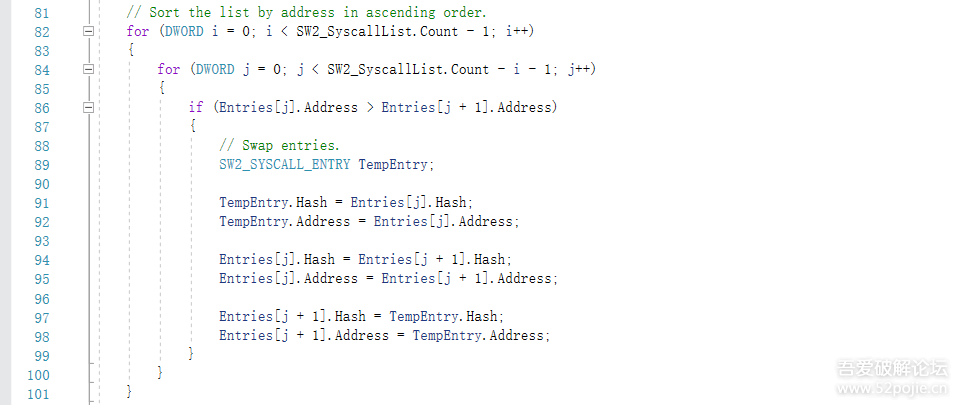 81 // Sort the list by address in ascending order.
82 for (DWORD i = 0; i < SW2_SyscallList.Count - 1; i++)
83 {
84 for (DWORD j = 0; j < SW2_SyscallList.Count - i - 1; j++)
85 {
86 if (Entries[j].Address > Entries[j + 1].Address)
87 {
88 // Swap entries.
89 SW2_SYSCALL_ENTRY TempEntry;
90
91 TempEntry.Hash = Entries[j].Hash;
92 TempEntry.Address = Entries[j].Address;
93
94 Entries[j].Hash = Entries[j + 1].Hash;
95 Entries[j].Address = Entries[j + 1].Address;
96
97 Entries[j + 1].Hash = TempEntry.Hash;
98 Entries[j + 1].Address = TempEntry.Address;
99 }
100 }
101 }
吾爱破解论坛
www.52pojie.cn